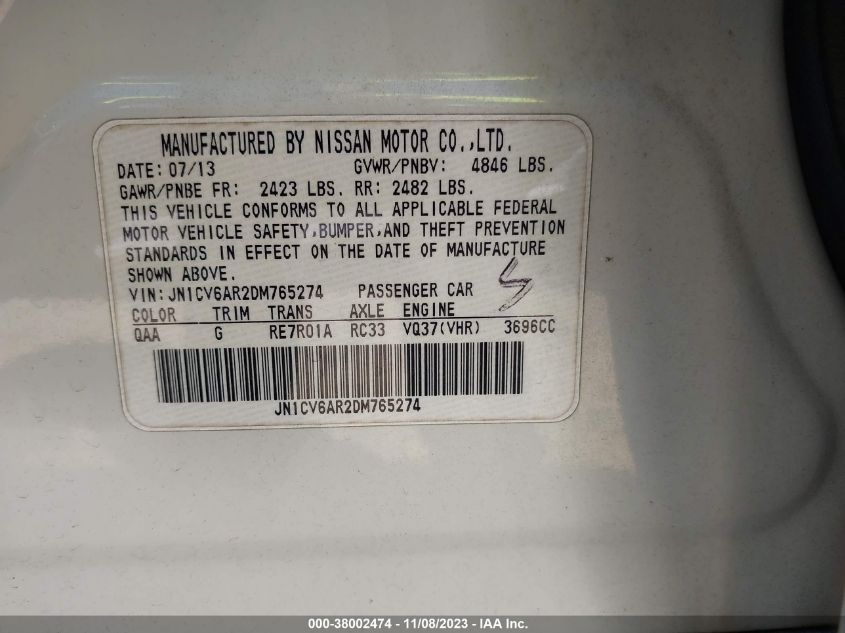 MANUFACTURED BY NISSAN MOTOR CO.,LTD.
DATE: 07/13 GVWR/PNBV: 4846 LBS.
GAWR/PNBE FR: 2423 LBS. RR: 2482 LBS.
THIS VEHICLE CONFORMS TO ALL APPLICABLE FEDERAL
MOTOR VEHICLE SAFETY,BUMPER,AND THEFT PREVENTION
STANDARDS IN EFFECT ON THE DATE OF MANUFACTURE
SHOWN ABOVE.
VIN: JN1CV6AR2DM765274 PASSENGER CAR
COLOR TRIM TRANS AXLE ENGINE
QAA G RE7R01A RC33 VQ37(VHR) 3696CC
JN1CV6AR2DM765274
000-38002474 - 11/08/2023 - IAA Inc.